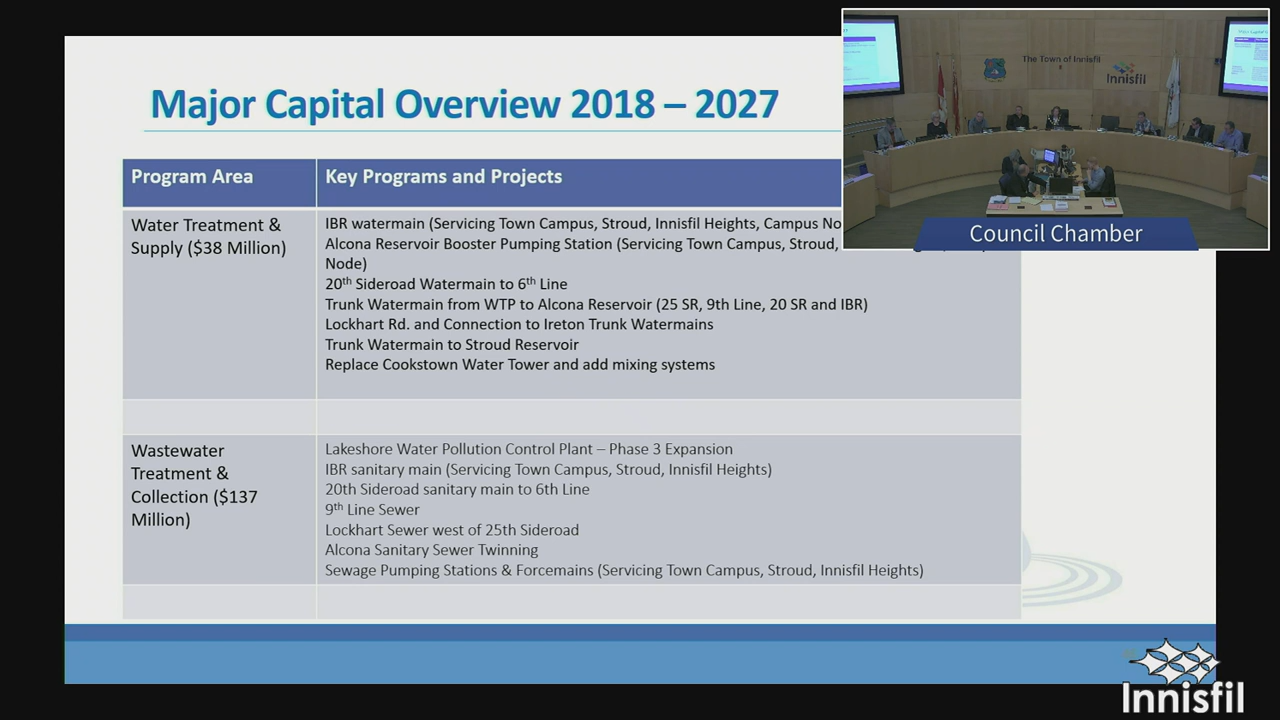 Major Capital Overview 2018 – 2027
The Town of Innisfil
Innisfil
Council Chamber
Program Area
Key Programs and Projects
Water Treatment &
Supply ($38 Million)
IBR watermain (Servicing Town Campus, Stroud, Innisfil Heights, Campus
Alcona Reservoir Booster Pumping Station (Servicing Town Campus, Stroud,
Node)
20th Sideroad Watermain to 6th Line
Trunk Watermain from WTP to Alcona Reservoir (25 SR, 9th Line, 20 SR and IBR)
Lockhart Rd. and Connection to Ireton Trunk Watermains
Trunk Watermain to Stroud Reservoir
Replace Cookstown Water Tower and add mixing systems
Wastewater
Treatment &
Collection ($137
Million)
Lakeshore Water Pollution Control Plant – Phase 3 Expansion
IBR sanitary main (Servicing Town Campus, Stroud, Innisfil Heights)
20th Sideroad sanitary main to 6th Line
9th Line Sewer
Lockhart Sewer west of 25th Sideroad
Alcona Sanitary Sewer Twinning
Sewage Pumping Stations & Forcemains (Servicing Town Campus, Stroud, Innisfil Heights)
Innisfil